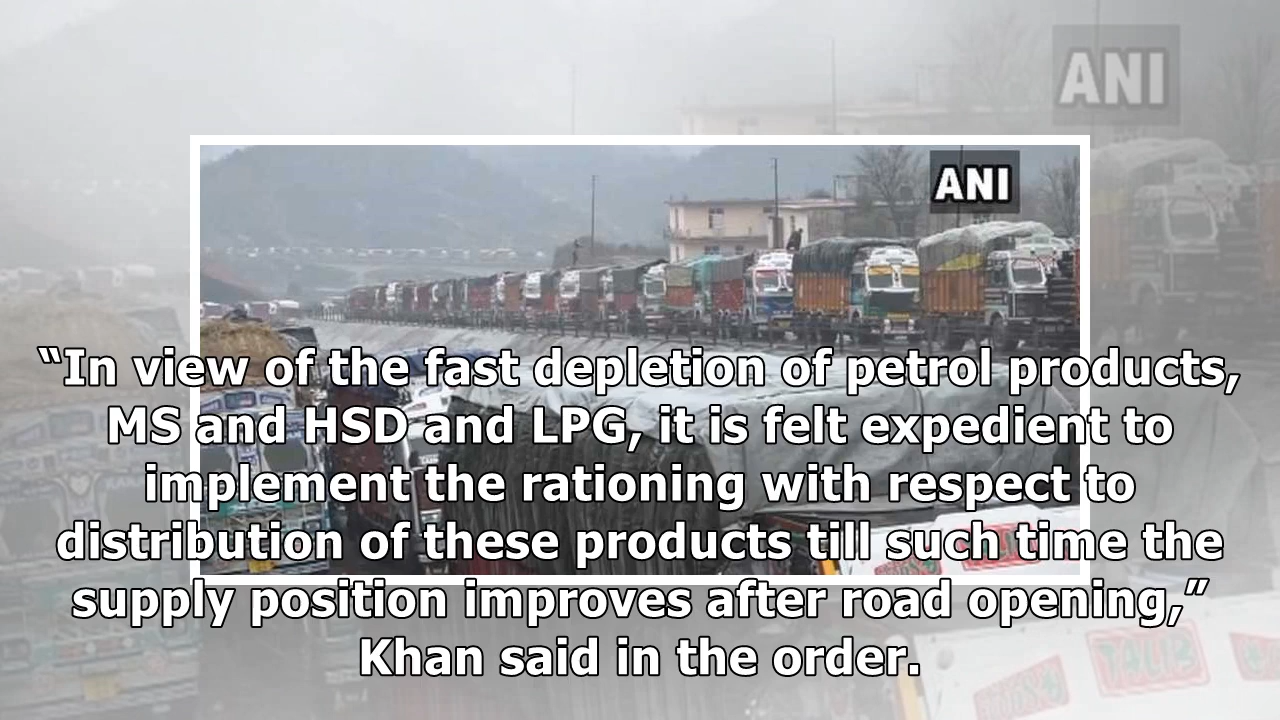 ANI
ANI
“In view of the fast depletion of petrol products,
MS and HSD and LPG, it is felt expedient to
implement the rationing with respect to
distribution of these products till such time the
supply position improves after road opening,”
Khan said in the order.
TALIB